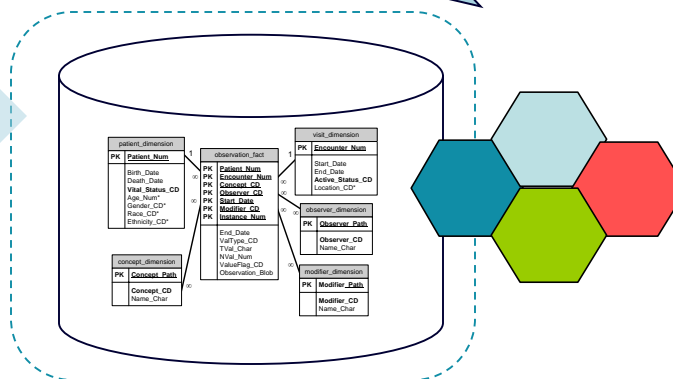 patient_dimension
PK Patient_Num
Birth_Date
Death_Date
Vital_Status_CD
Age_Num*
Gender_CD*
Race_CD*
Ethnicity_CD*
1
∞
observation_fact
PK Patient_Num
PK Encounter_Num
PK Concept_CD
PK Observer_CD
PK Start_Date
PK Modifier_CD
PK Instance_Num
End_Date
ValType_CD
TVal_Char
NVal_Num
ValueFlag_CD
Observation_Blob
∞
∞
∞
∞
1
visit_dimension
PK Encounter_Num
Start_Date
End_Date
Active_Status_CD
Location_CD*
∞
observer_dimension
PK Observer_Path
Observer_CD
Name_Char
concept_dimension
PK Concept_Path
Concept_CD
Name_Char
∞
∞
modifier_dimension
PK Modifier_Path
Modifier_CD
Name_Char